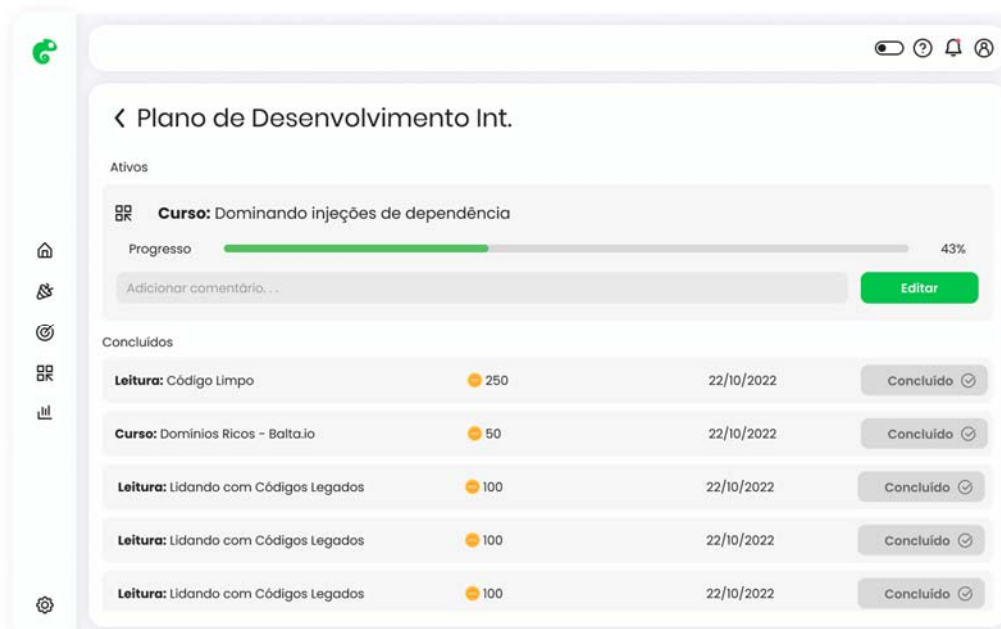 Plano de Desenvolvimento Int.
Ativos
Curso: Dominando injeções de dependência
Progresso 43%
Adicionar comentário. . . Editar
Concluídos
Leitura: Código Limpo 250 22/10/2022 Concluído
Curso: Domínios Ricos - Balta.io 50 22/10/2022 Concluído
Leitura: Lidando com Códigos Legados 100 22/10/2022 Concluído
Leitura: Lidando com Códigos Legados 100 22/10/2022 Concluído
Leitura: Lidando com Códigos Legados 100 22/10/2022 Concluído